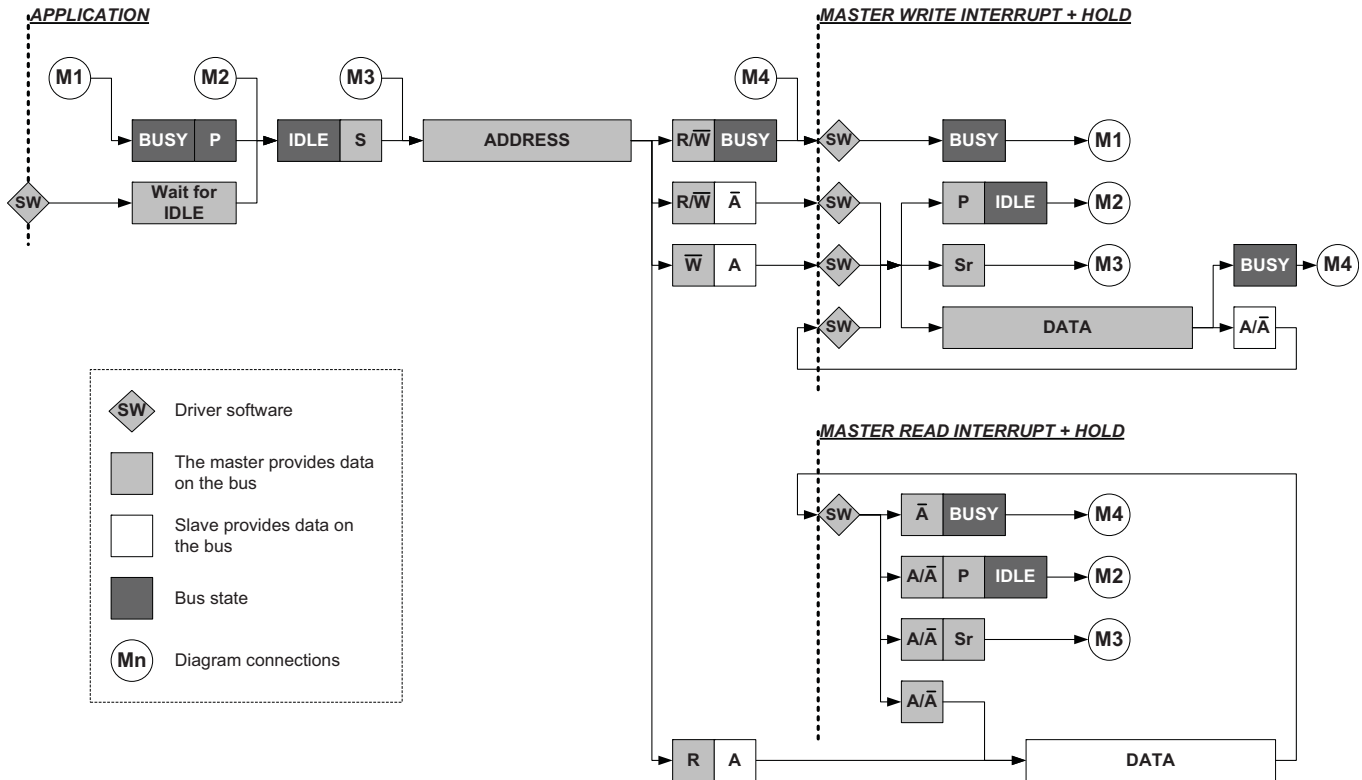 APPLICATION
MASTER WRITE INTERRUPT + HOLD
M1
M2
M3
M4
BUSY P
IDLE S
ADDRESS
R/W̅ BUSY
SW
BUSY
M1
SW
Wait for
IDLE
R/W̅ A̅
SW
P IDLE
M2
W̅ A
SW
Sr
M3
BUSY
M4
SW
DATA
A/A̅
SW
Driver software
The master provides data
on the bus
Slave provides data on
the bus
Bus state
Mn
Diagram connections
MASTER READ INTERRUPT + HOLD
SW
A̅ BUSY
M4
A/A̅ P IDLE
M2
A/A̅ Sr
M3
A/A̅
R A
DATA